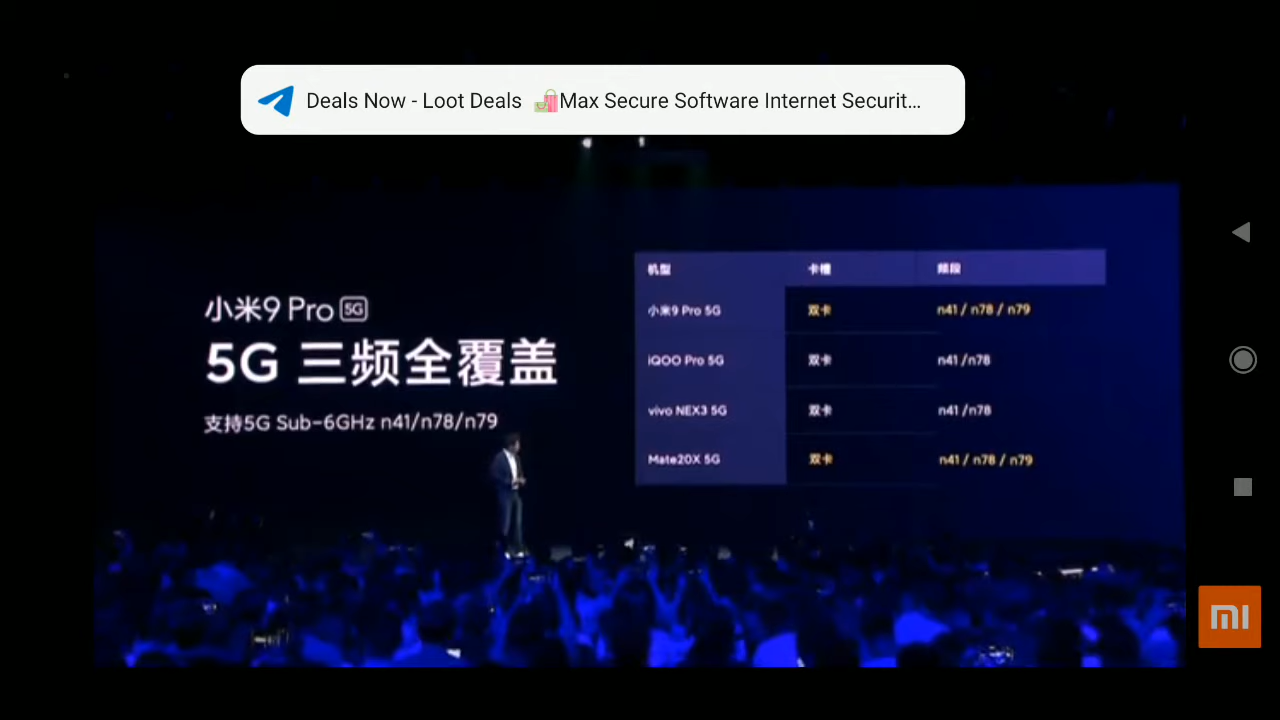 Deals Now - Loot Deals 🛍️Max Secure Software Internet Securit...
小米9 Pro 5G
5G 三频全覆盖
支持5G Sub-6GHz n41/n78/n79
机型 卡槽 频段
小米9 Pro 5G 双卡 n41 / n78 / n79
iQOO Pro 5G 双卡 n41 /n78
vivo NEX3 5G 双卡 n41 /n78
Mate20X 5G 双卡 n41 / n78 / n79
MI